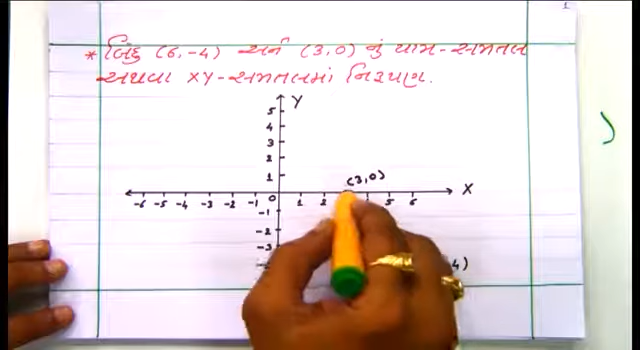 1
* બિંદુ (6,-4) અને (3,0) નું યામ-સમતલ
અથવા XY-સમતલમાં નિરૂપણ.
Y
5
4
3
2
1
(3,0)
X
-6 -5 -4 -3 -2 -1 0 1 2 4 5 6
-1
-2
-3
4)